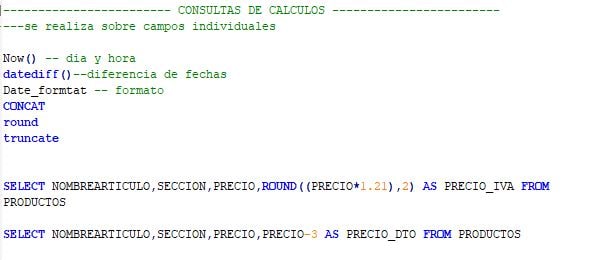 ------------------------ CONSULTAS DE CALCULOS ------------------------
----se realiza sobre campos individuales
Now() -- dia y hora
datediff()--diferencia de fechas
Date_formtat -- formato
CONCAT
round
truncate
SELECT NOMBREARTICULO,SECCION,PRECIO,ROUND((PRECIO*1.21),2) AS PRECIO_IVA FROM
PRODUCTOS
SELECT NOMBREARTICULO,SECCION,PRECIO,PRECIO-3 AS PRECIO_DTO FROM PRODUCTOS